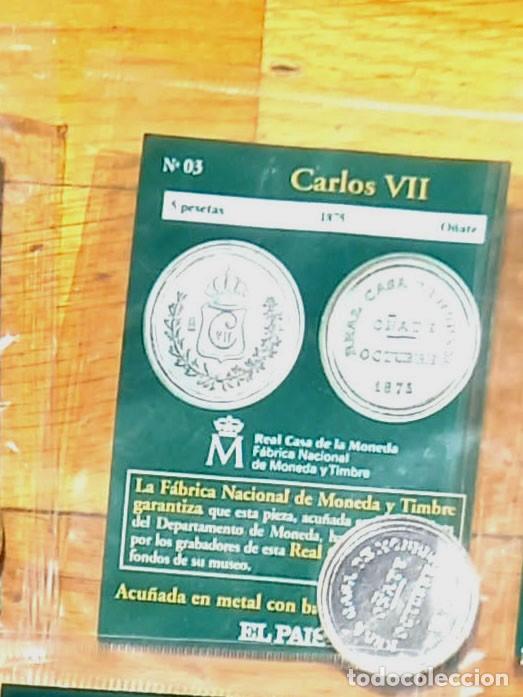 Nº 03
Carlos VII
5 pesetas 1875 Oñate
VII
REAL CASA
OÑATE
OCTUBRE
1875
M
Real Casa de la Moneda
Fábrica Nacional
de Moneda y Timbre
La Fábrica Nacional de Moneda y Timbre
garantiza que esta pieza, acuñada
del Departamento de Moneda,
por los grabadores de esta Real
fondos de su museo.
Acuñada en metal con
EL PAIS
todocoleccion